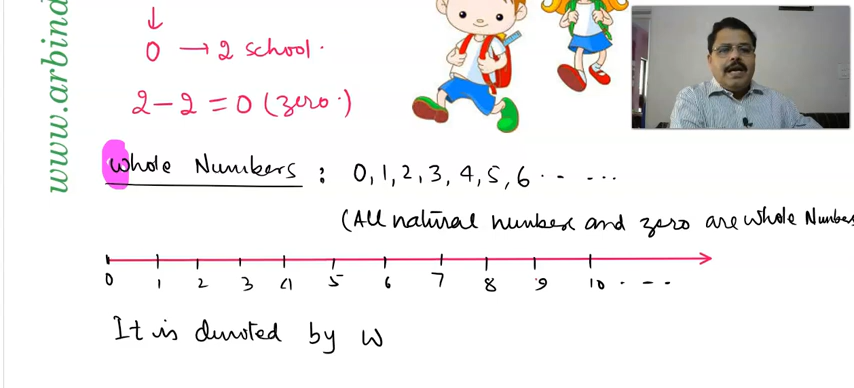 www.arbind
↓
0 → 2 school.
2 - 2 = 0 (zero.)
Whole Numbers : 0, 1, 2, 3, 4, 5, 6 . - - ...
(All natural number and zero are whole Number
0 1 2 3 4 5 6 7 8 9 10 . - - -
It is denoted by W